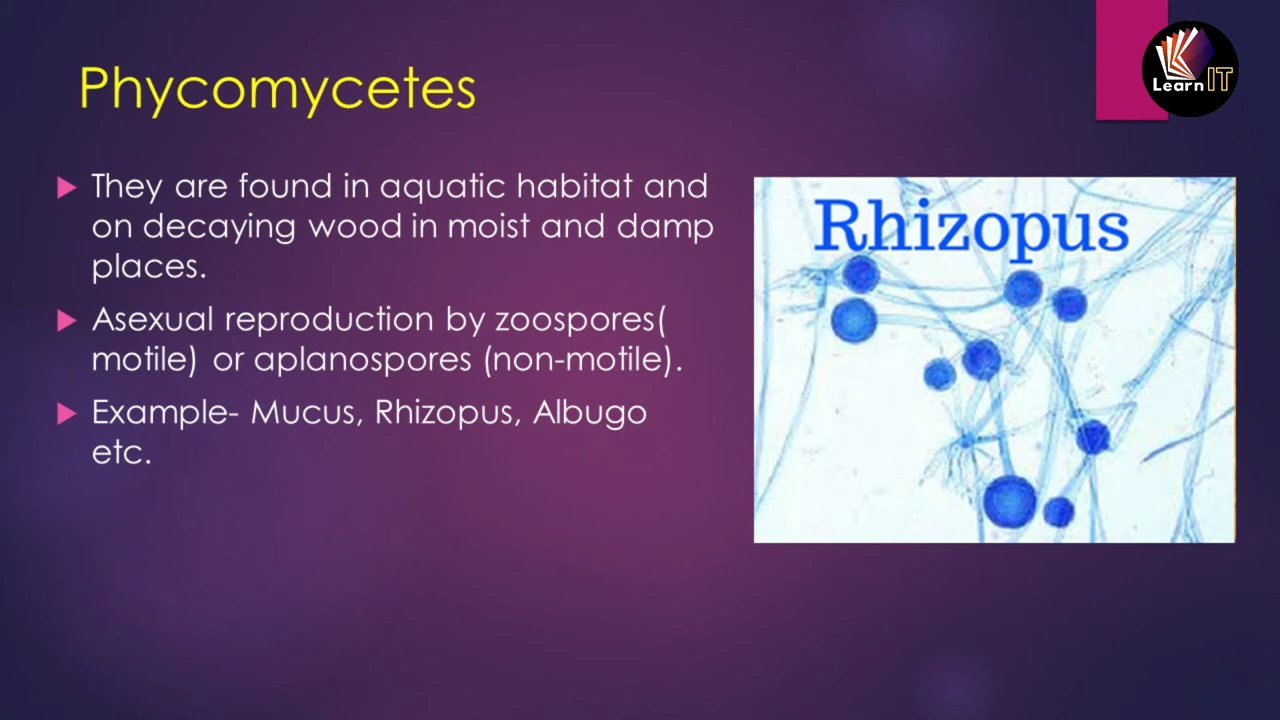 Phycomycetes
Learn IT
They are found in aquatic habitat and
on decaying wood in moist and damp
places.
Rhizopus
Asexual reproduction by zoospores(
motile) or aplanospores (non-motile).
Example- Mucus, Rhizopus, Albugo
etc.